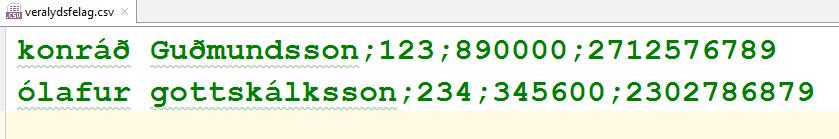 veralydsfelag.csv
konráð Guðmundsson;123;890000;2712576789
ólafur gottskálksson;234;345600;2302786879